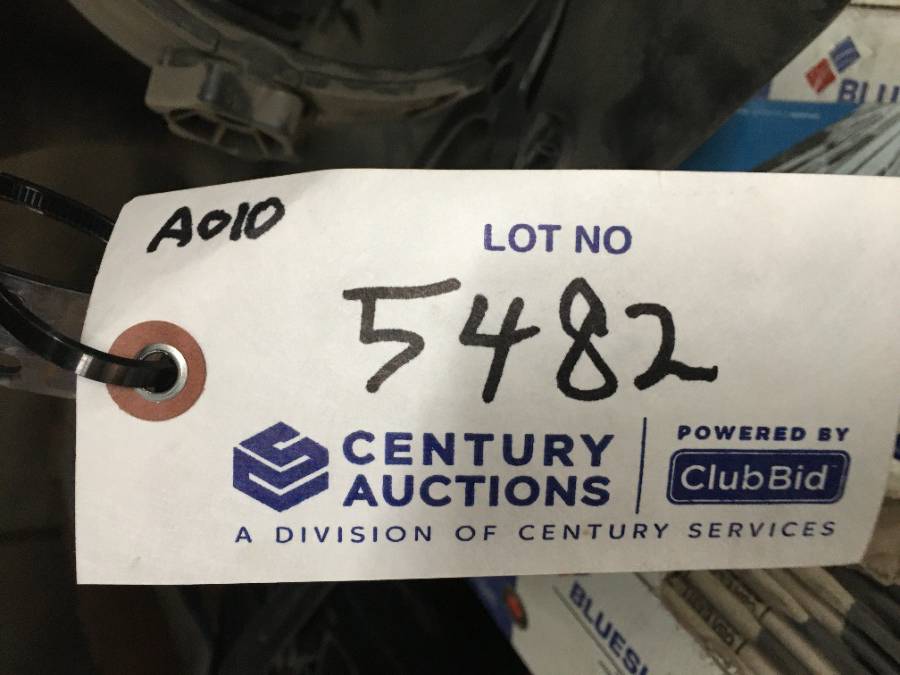 BLU
A010
LOT NO
5482
CENTURY
AUCTIONS
POWERED BY
ClubBid
A DIVISION OF CENTURY SERVICES
BLUES